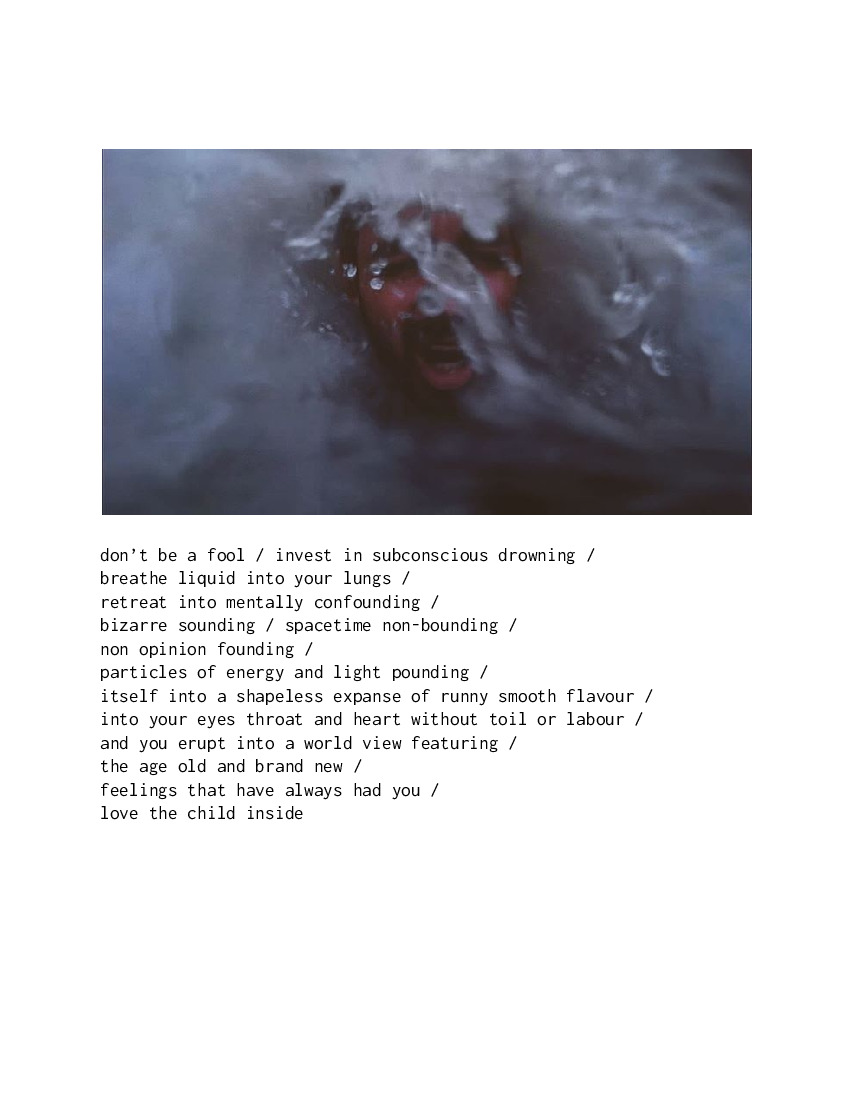 don’t be a fool / invest in subconscious drowning /
breathe liquid into your lungs /
retreat into mentally confounding /
bizarre sounding / spacetime non-bounding /
non opinion founding /
particles of energy and light pounding /
itself into a shapeless expanse of runny smooth flavour /
into your eyes throat and heart without toil or labour /
and you erupt into a world view featuring /
the age old and brand new /
feelings that have always had you /
love the child inside